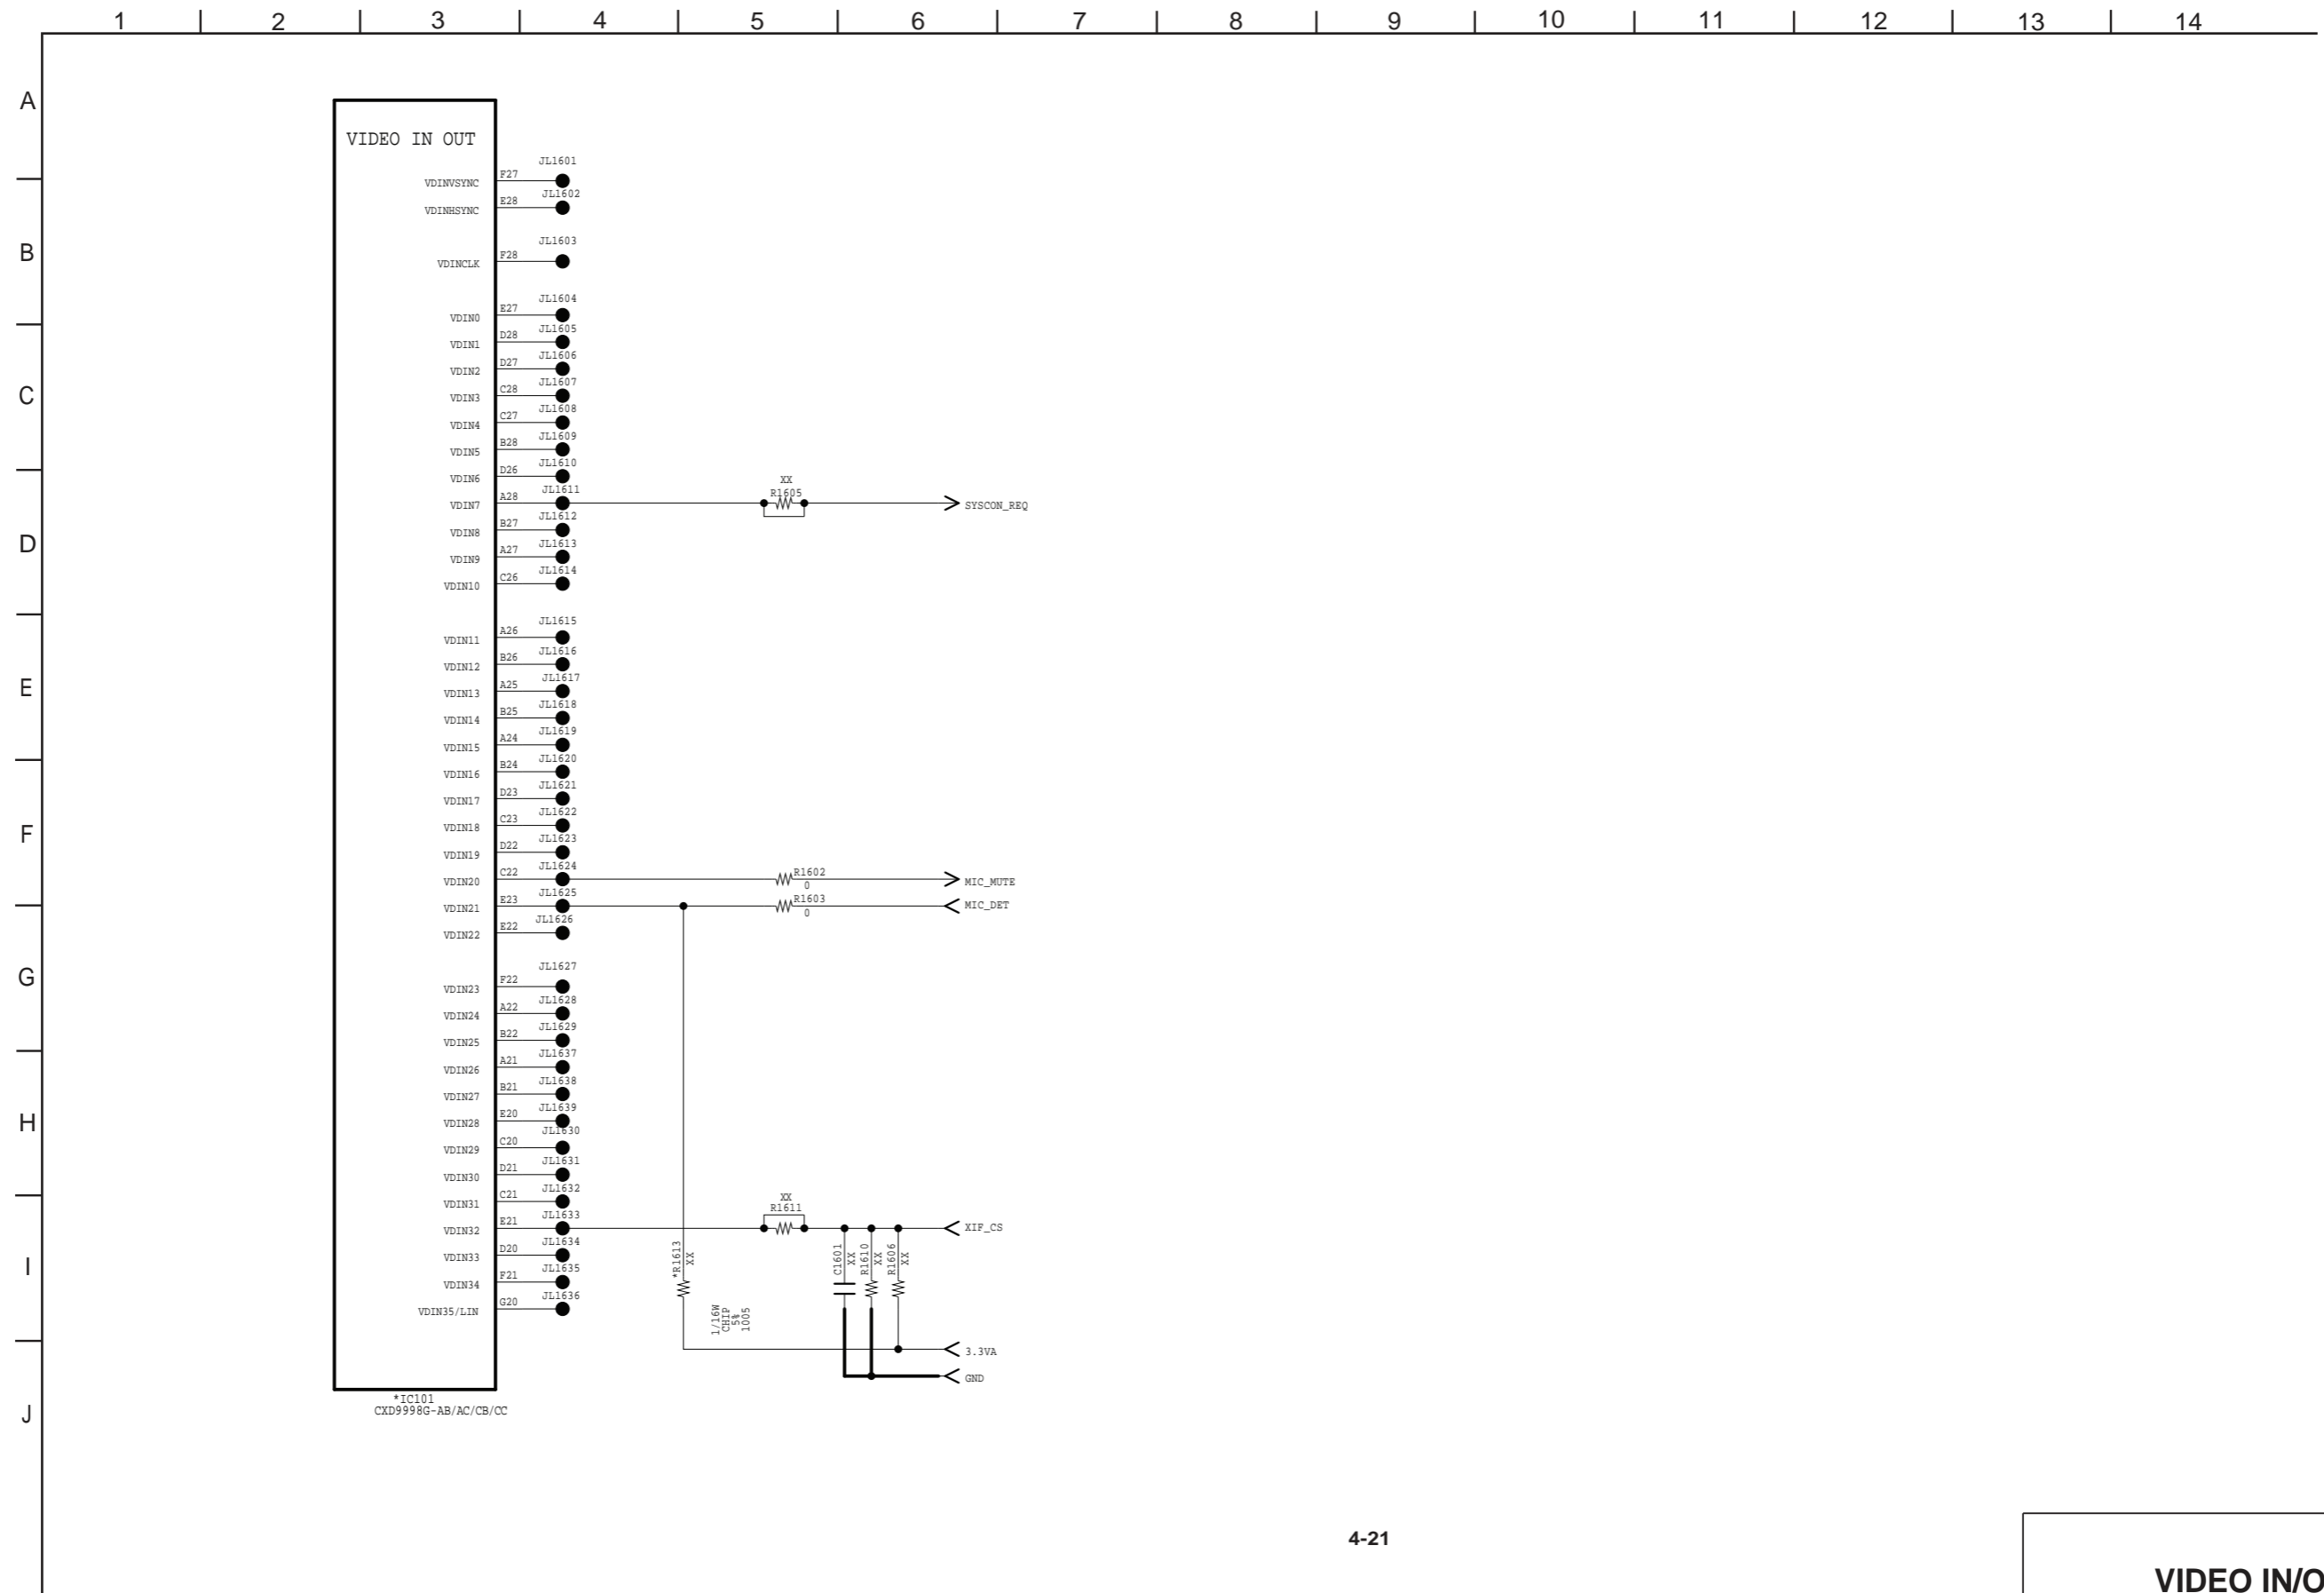 1 2 3 4 5 6 7 8 9 10 11 12 13 14
A
VIDEO IN OUT
JL1601
VDINVSYNC F27
JL1602
VDINHSYNC E28
B
JL1603
VDINCLK F28
JL1604
VDIN0 E27
JL1605
VDIN1 D28
JL1606
VDIN2 D27
JL1607
C
VDIN3 C28
JL1608
VDIN4 C27
JL1609
VDIN5 B28
JL1610
VDIN6 D26
XX
JL1611
R1605
VDIN7 A28
SYSCON_REQ
JL1612
VDIN8 B27
D
JL1613
VDIN9 A27
JL1614
VDIN10 C26
JL1615
VDIN11 A26
JL1616
VDIN12 B26
JL1617
E
VDIN13 A25
JL1618
VDIN14 B25
JL1619
VDIN15 A24
JL1620
VDIN16 B24
JL1621
VDIN17 D23
JL1622
VDIN18 C23
F
JL1623
VDIN19 D22
JL1624
R1602
0
VDIN20 C22
MIC_MUTE
JL1625
R1603
0
VDIN21 E23
MIC_DET
JL1626
VDIN22 E22
G
JL1627
VDIN23 F22
JL1628
VDIN24 A22
JL1629
VDIN25 B22
JL1637
VDIN26 A21
JL1638
VDIN27 B21
JL1639
H
VDIN28 E20
JL1630
VDIN29 C20
JL1631
VDIN30 D21
JL1632
VDIN31 C21
XX
R1611
JL1633
VDIN32 E21
XIF_CS
JL1634
VDIN33 D20
*R1613
XX
C1601
XX
R1610
XX
R1606
XX
I
JL1635
VDIN34 F21
JL1636
VDIN35/LIN G20
1/16W
CHIP
5%
1005
3.3VA
GND
*IC101
CXD9998G-AB/AC/CB/CC
J
4-21
VIDEO IN/O